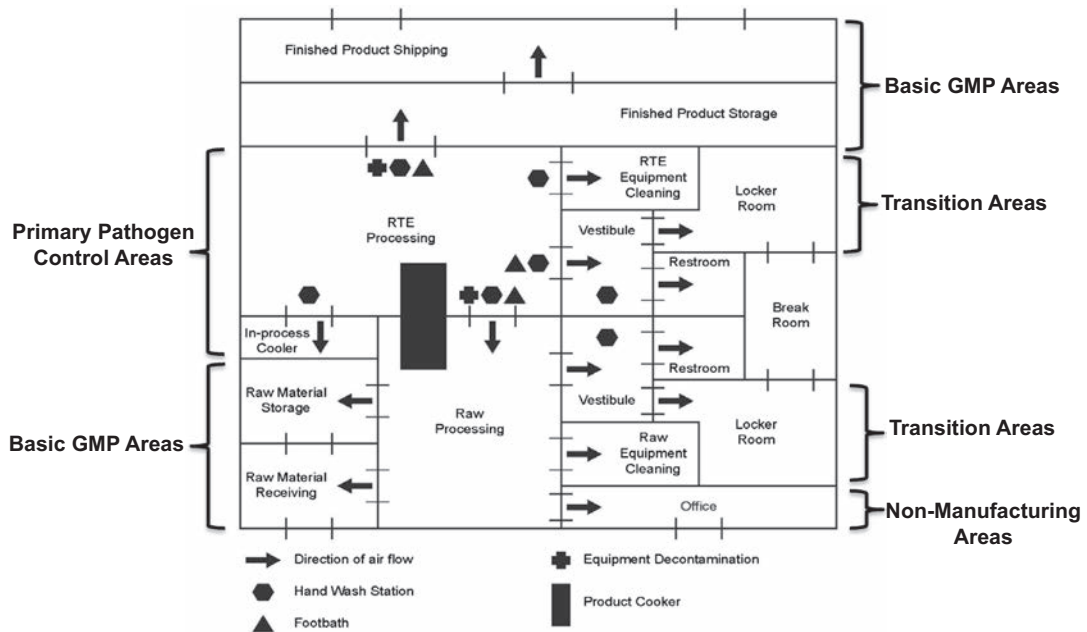 Finished Product Shipping
Basic GMP Areas
Finished Product Storage
RTE
Equipment
Cleaning
Locker
Room
Transition Areas
Primary Pathogen
Control Areas
RTE
Processing
Vestibule
Restroom
Break
Room
In-process
Cooler
Restroom
Raw Material
Storage
Raw
Processing
Vestibule
Locker
Room
Transition Areas
Basic GMP Areas
Raw
Equipment
Cleaning
Raw Material
Receiving
Office
Non-Manufacturing
Areas
Direction of air flow
Hand Wash Station
Footbath
Equipment Decontamination
Product Cooker